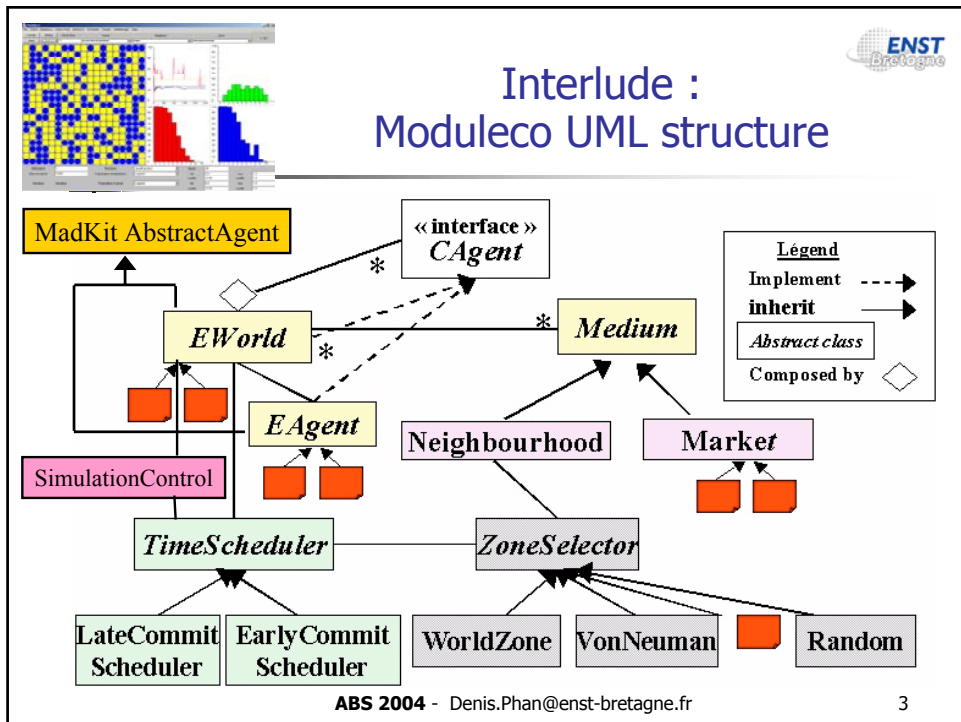 ENST
Bretagne
Interlude :
Moduleco UML structure
MadKit AbstractAgent
« interface »
CAgent
*
Légend
Implement
inherit
Abstract class
Composed by
EWorld
*
*
Medium
EAgent
Neighbourhood
Market
SimulationControl
TimeScheduler
ZoneSelector
LateCommit
Scheduler
EarlyCommit
Scheduler
WorldZone
VonNeuman
Random
ABS 2004 - Denis.Phan@enst-bretagne.fr
3